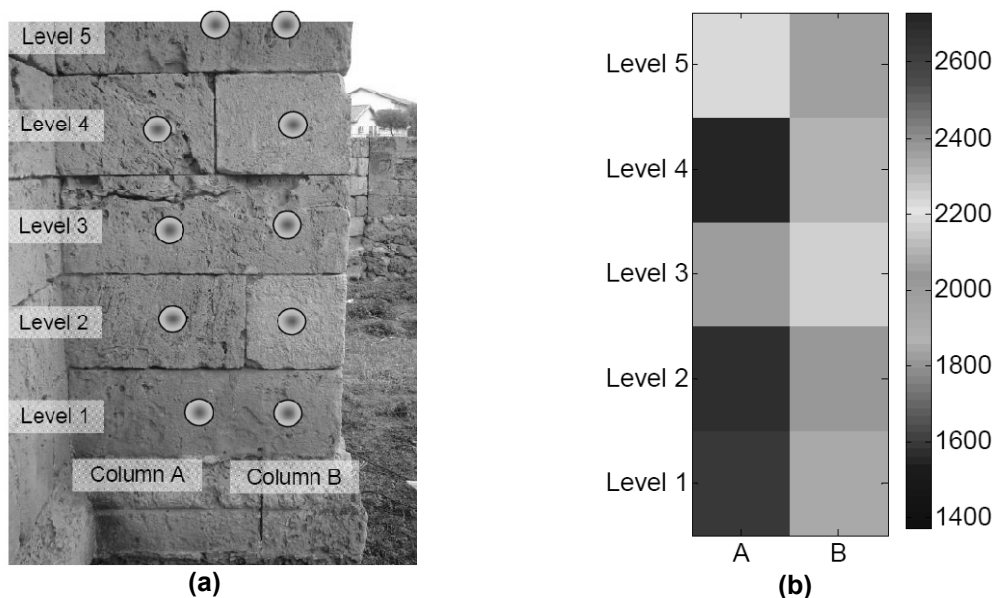 Level 5
Level 4
Level 3
Level 2
Level 1
Column A
Column B
(a)
Level 5
Level 4
Level 3
Level 2
Level 1
A
B
2600
2400
2200
2000
1800
1600
1400
(b)